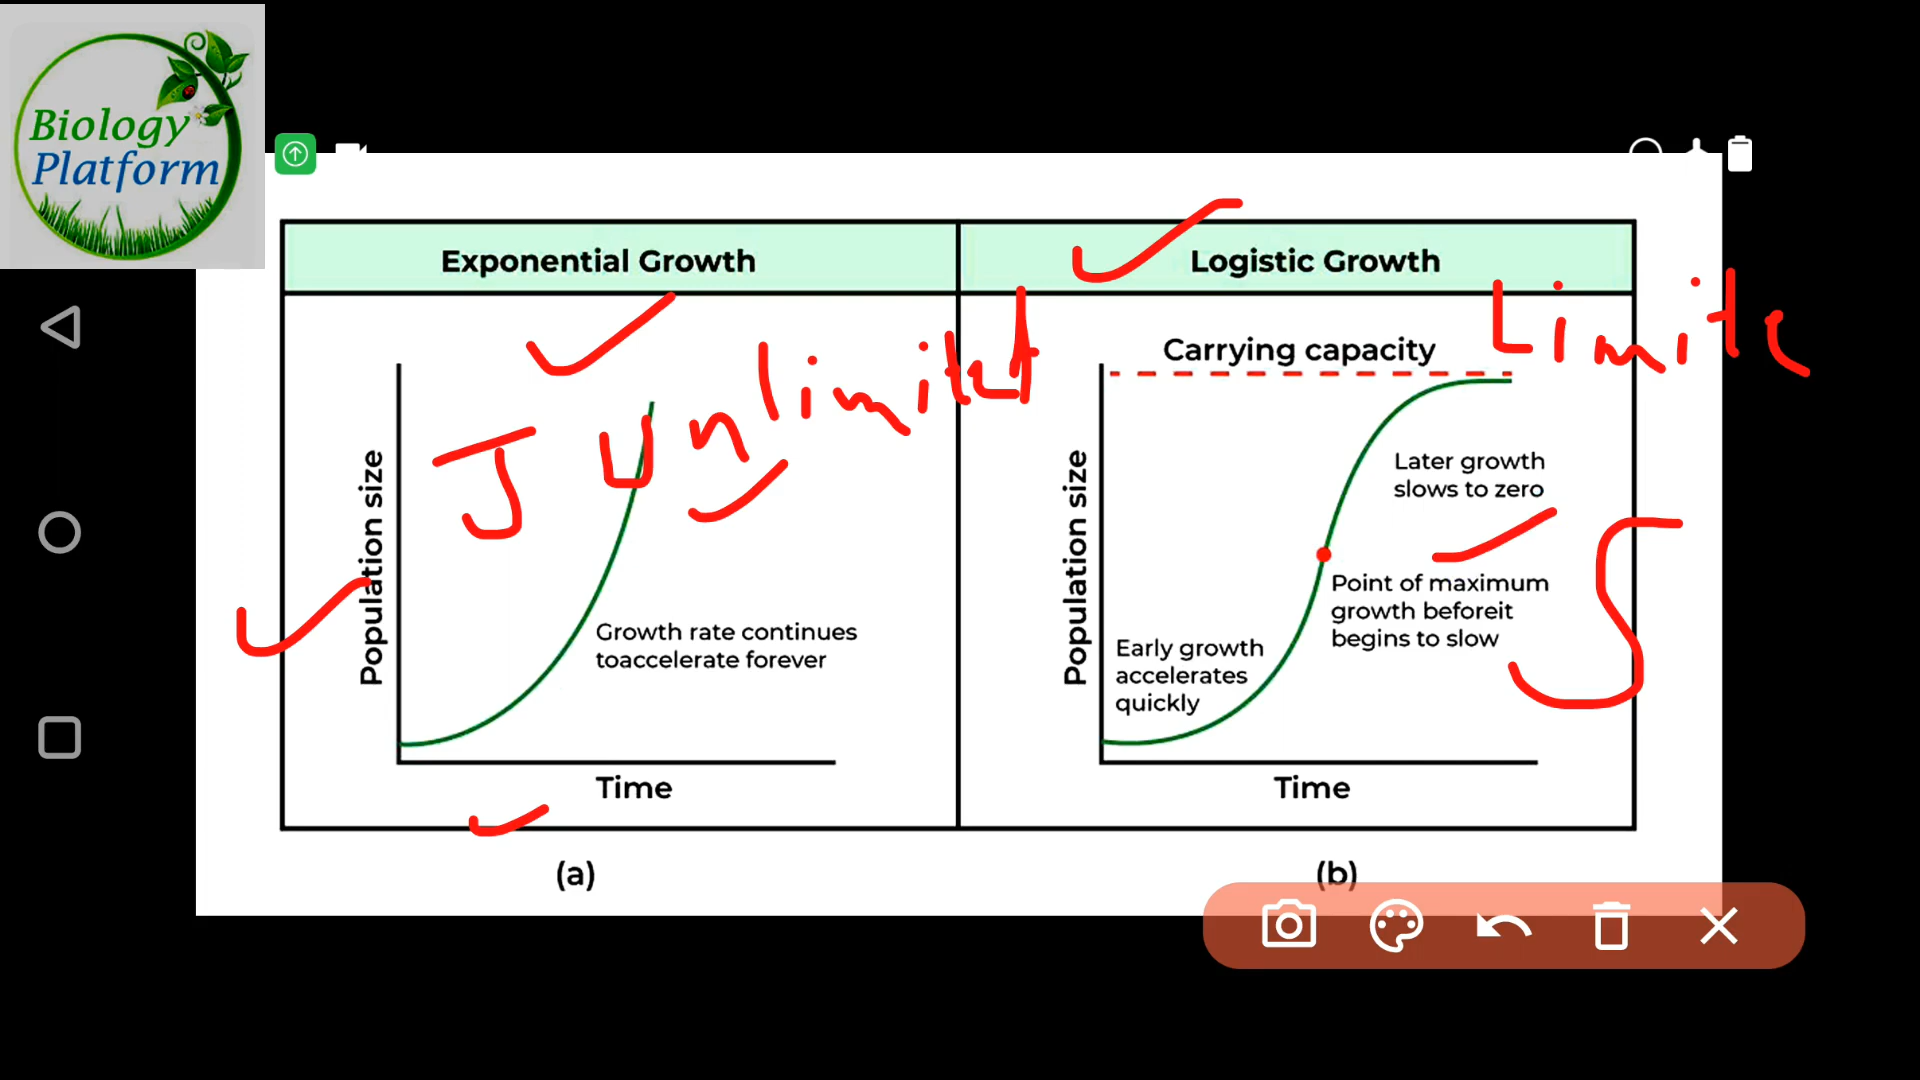 Biology
Platform
Exponential Growth
Logistic Growth
Carrying capacity
Limite
J Unlimited
Population size
Growth rate continues
toaccelerate forever
Time
(a)
Population size
Later growth
slows to zero
Point of maximum
growth beforeit
begins to slow
S
Early growth
accelerates
quickly
Time
(b)